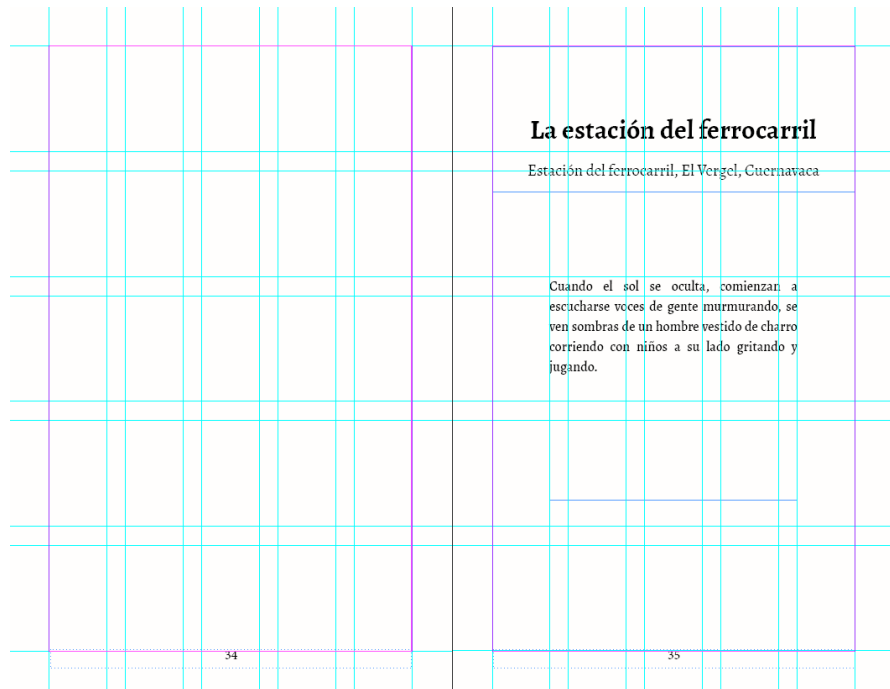 La estación del ferrocarril
Estación del ferrocarril, El Vergel, Cuernavaca
Cuando el sol se oculta, comienzan a
escucharse voces de gente murmurando, se
ven sombras de un hombre vestido de charro
corriendo con niños a su lado gritando y
jugando.
34
35